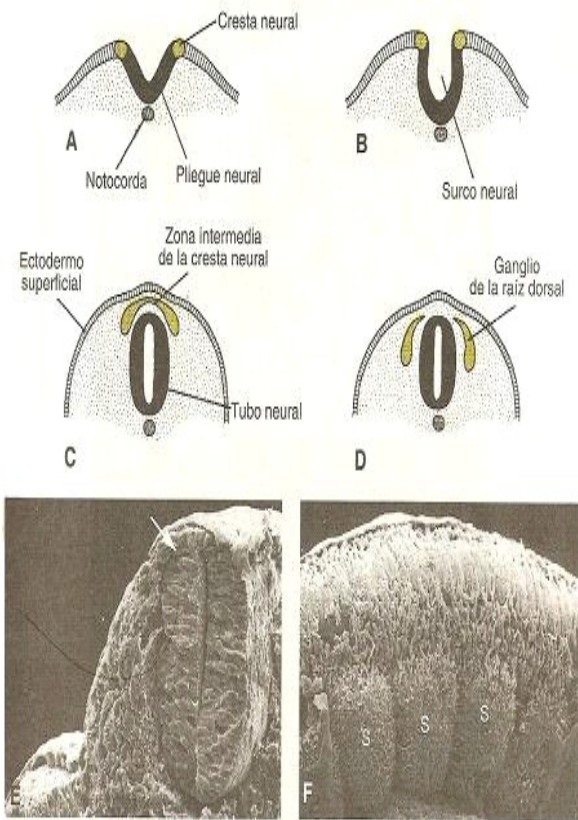 Cresta neural
A
B
Notocorda
Pliegue neural
Surco neural
Zona intermedia
de la cresta neural
Ectodermo
superficial
Ganglio
de la raíz dorsal
Tubo neural
C
D
E
F
S
S
S